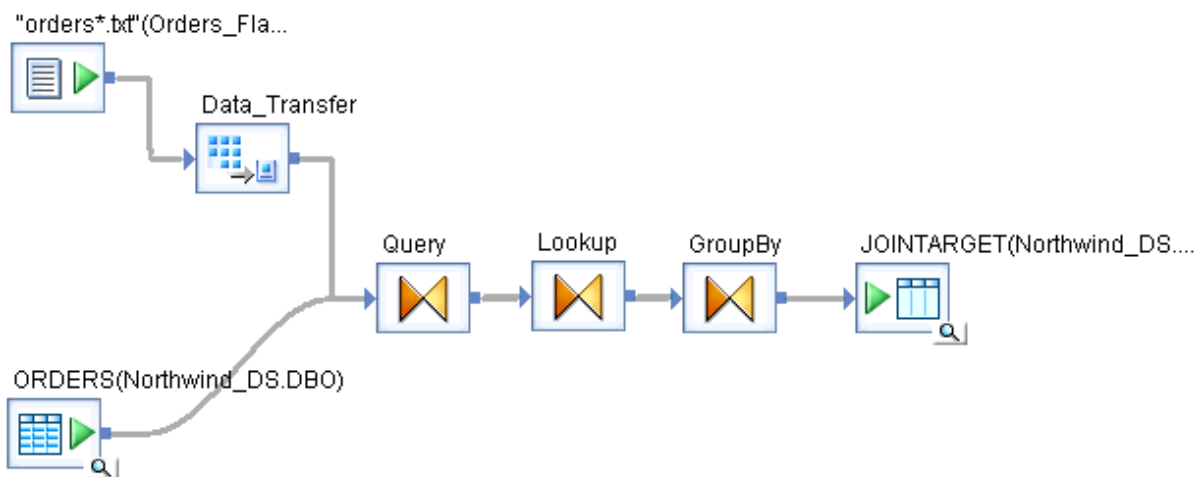 "orders*.txt"(Orders_Fla...
Data_Transfer
Query
Lookup
GroupBy
JOINTARGET(Northwind_DS....
ORDERS(Northwind_DS.DBO)